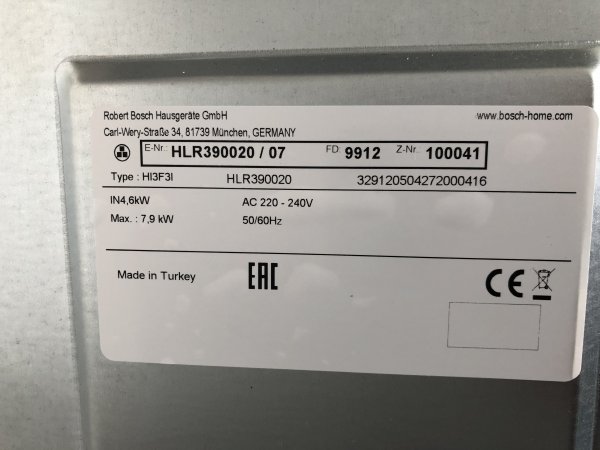 Robert Bosch Hausgeräte GmbH www.bosch-home.com
Carl-Wery-Straße 34, 81739 München, GERMANY
E-Nr.: HLR390020 / 07 FD: 9912 Z-Nr. 100041
Type : HI3F3I HLR390020 329120504272000416
IN4,6kW AC 220 - 240V
Max. : 7,9 kW 50/60Hz
Made in Turkey EAC CE